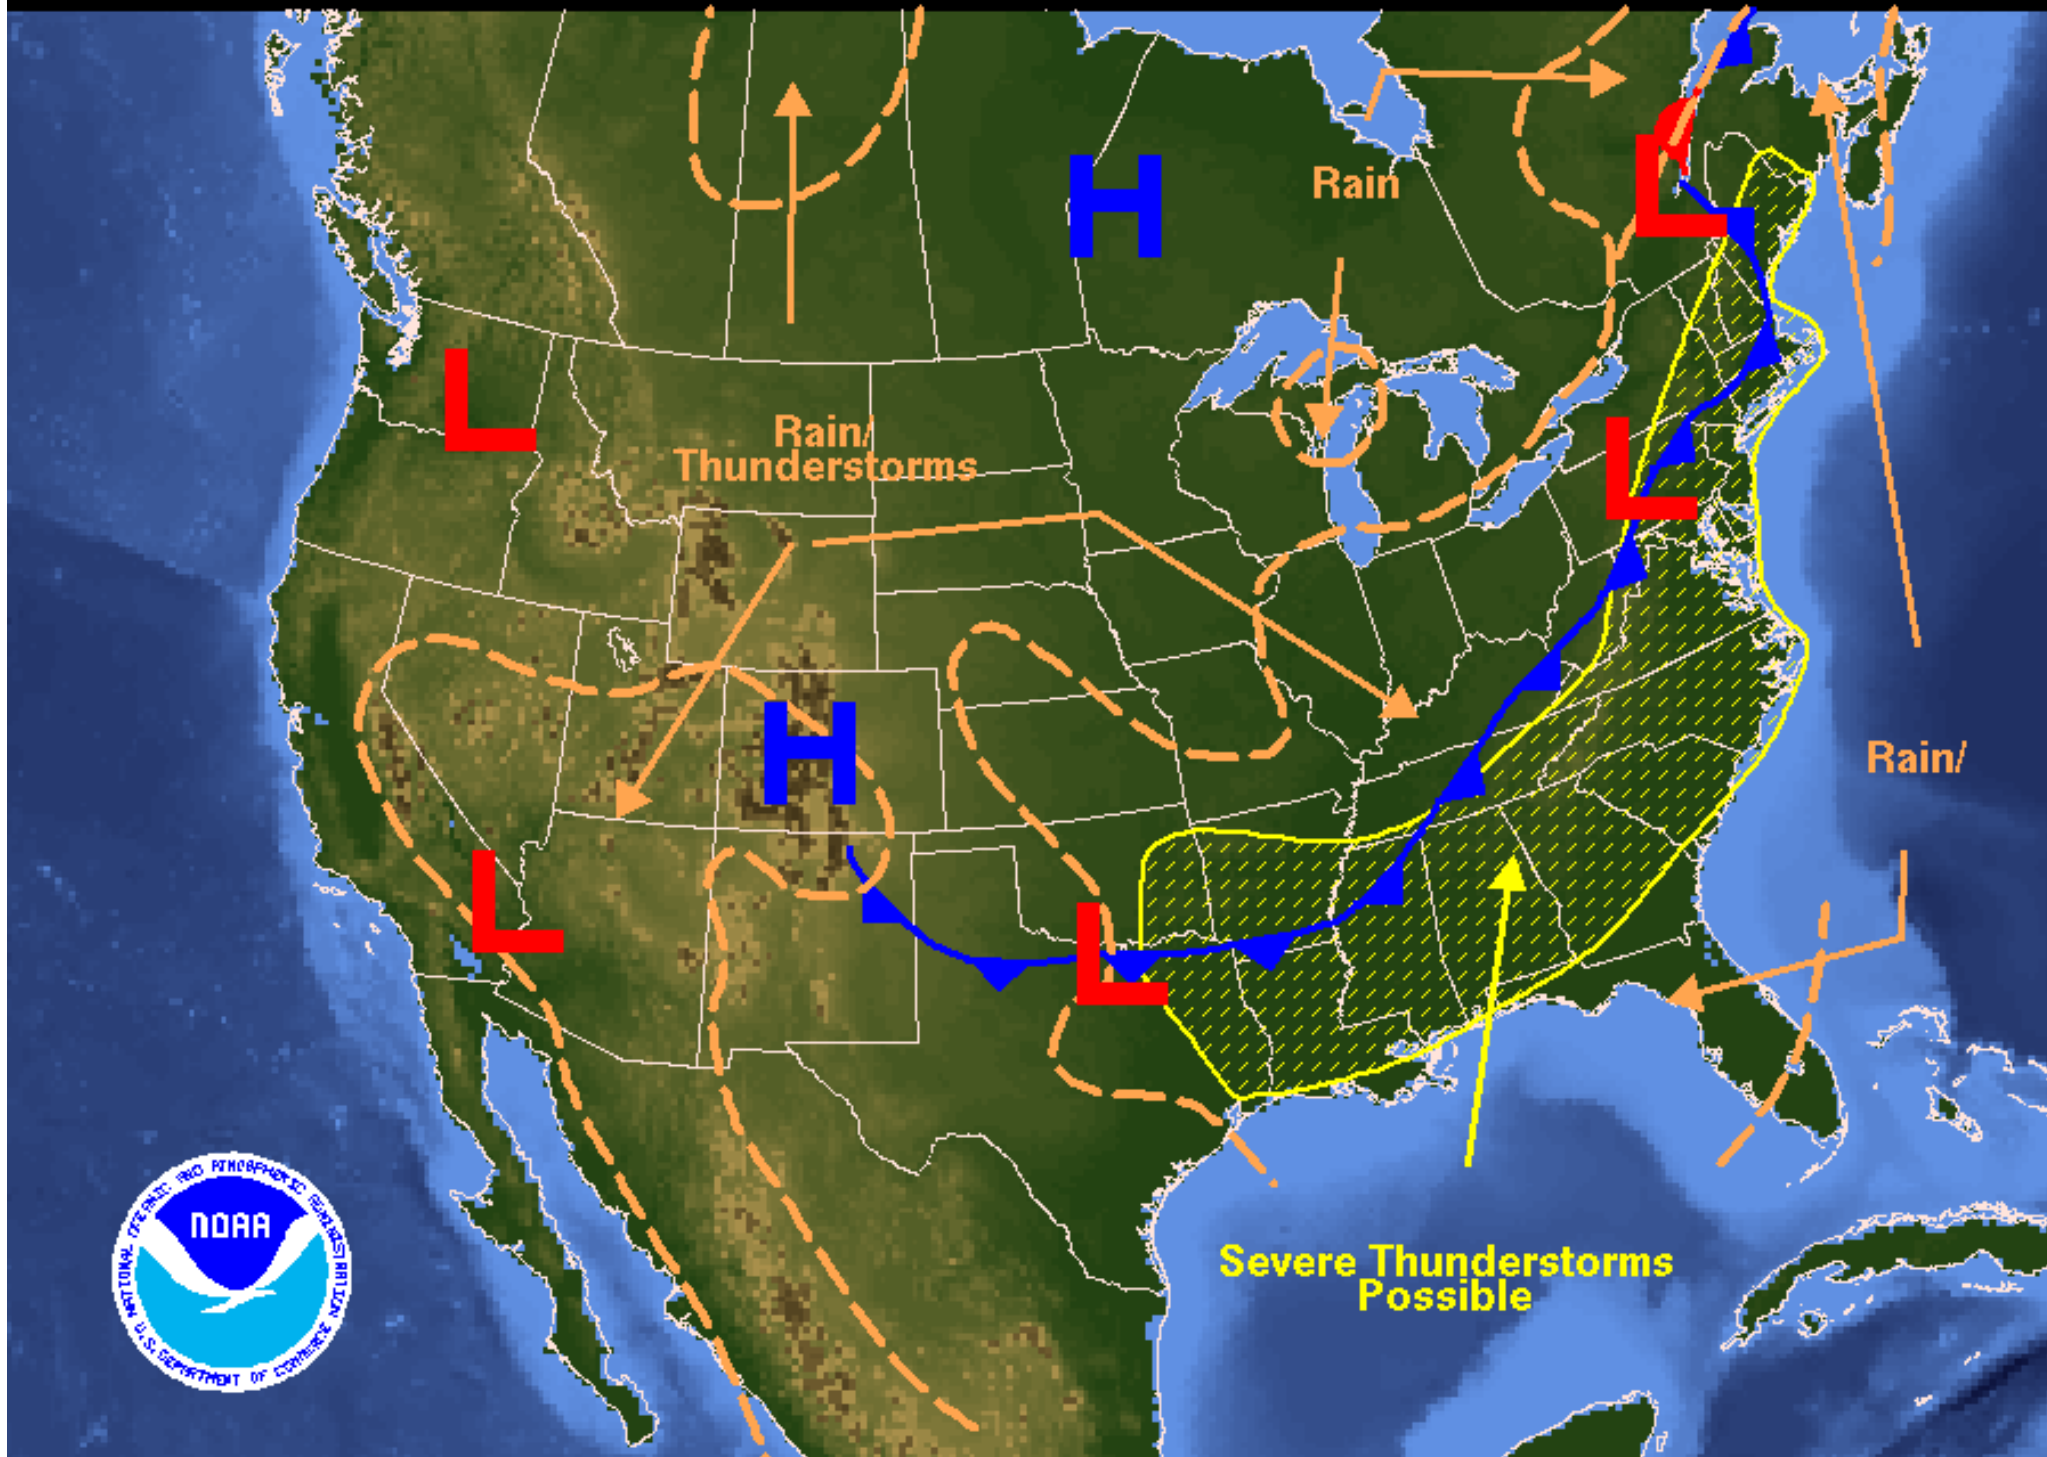 H
Rain
L
L
Rain/
Thunderstorms
L
H
Rain/
L
L
Severe Thunderstorms
Possible
NATIONAL OCEANIC AND ATMOSPHERIC ADMINISTRATION
NOAA
U.S. DEPARTMENT OF COMMERCE